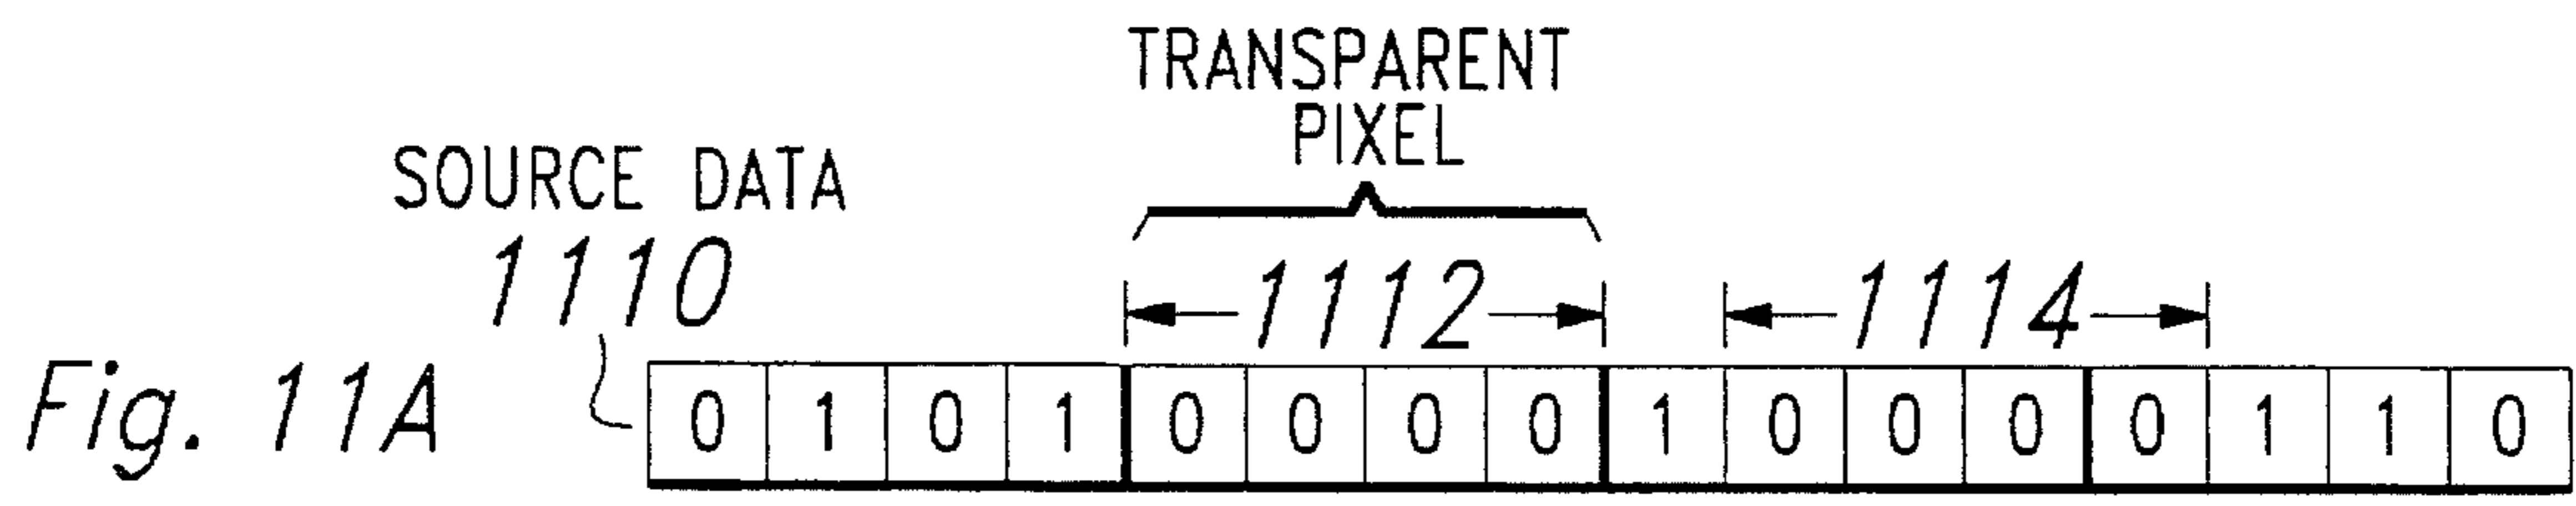 TRANSPARENT
PIXEL
SOURCE DATA
1110
1112
1114
Fig. 11A
0 1 0 1 0 0 0 0 1 0 0 0 0 1 1 0